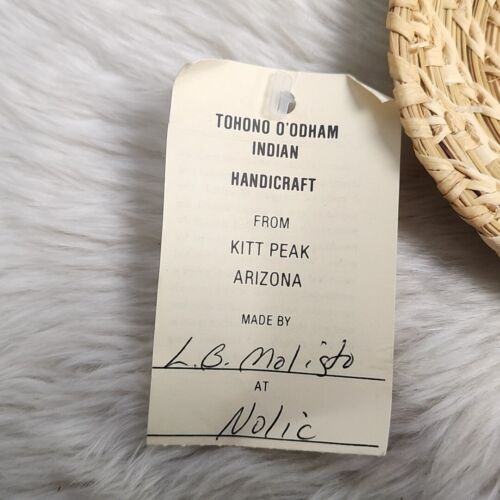 TOHONO O'ODHAM
INDIAN
HANDICRAFT
FROM
KITT PEAK
ARIZONA
MADE BY
L.B. Molisto
AT
Nolic